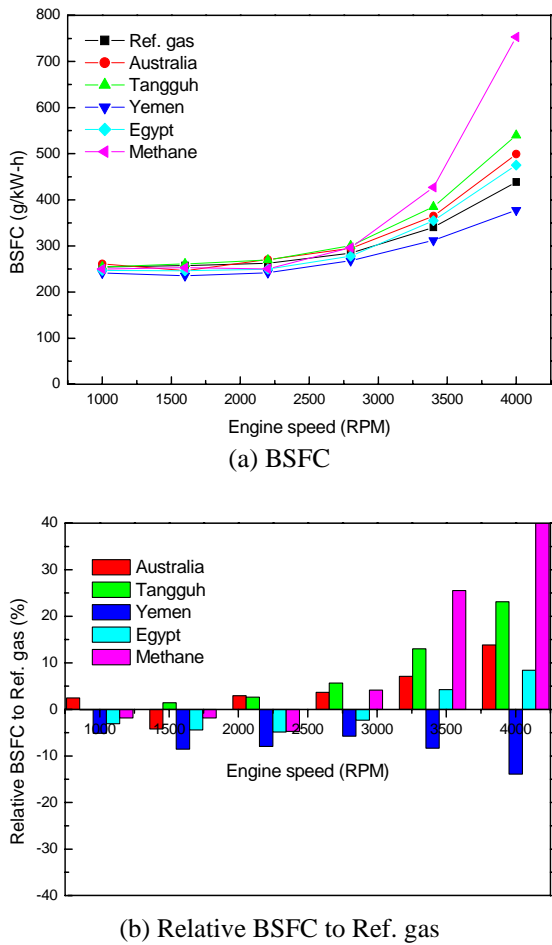 800
700
600
500
400
300
200
100
0
BSFC (g/kW-h)
Ref. gas
Australia
Tangguh
Yemen
Egypt
Methane
1000 1500 2000 2500 3000 3500 4000
Engine speed (RPM)
(a) BSFC
40
30
20
10
0
-10
-20
-30
-40
Relative BSFC to Ref. gas (%)
Australia
Tangguh
Yemen
Egypt
Methane
1000 1500 2000 2500 3000 3500 4000
Engine speed (RPM)
(b) Relative BSFC to Ref. gas